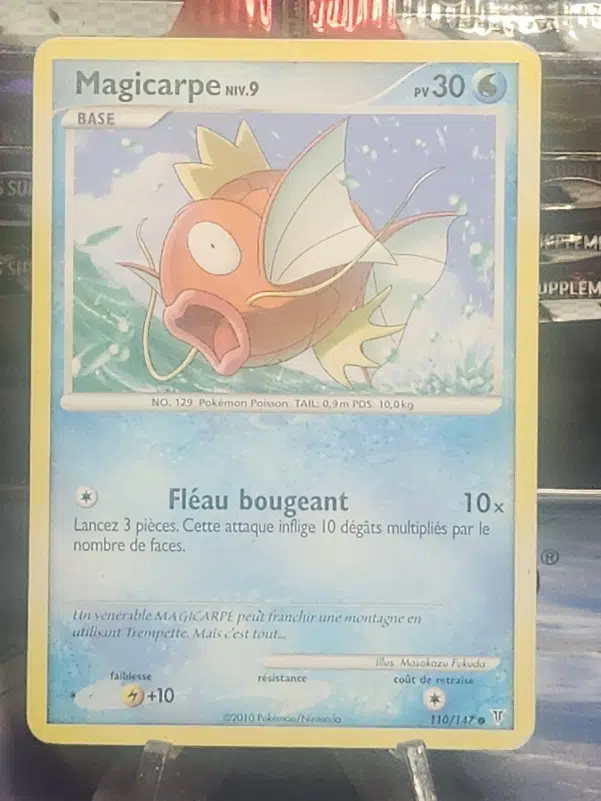 Magicarpe NIV.9 PV 30
BASE
NO. 129 Pokémon Poisson TAIL: 0,9 m PDS: 10,0 kg
Fléau bougeant 10x
Lancez 3 pièces. Cette attaque inflige 10 dégâts multipliés par le
nombre de faces.
Un vénérable MAGICARPE peut franchir une montagne en
utilisant Trempette. Mais c'est tout...
Illus. Masakazu Fukuda
faiblesse résistance coût de retraite
+10
©2010 Pokémon/Nintendo 110/147
®